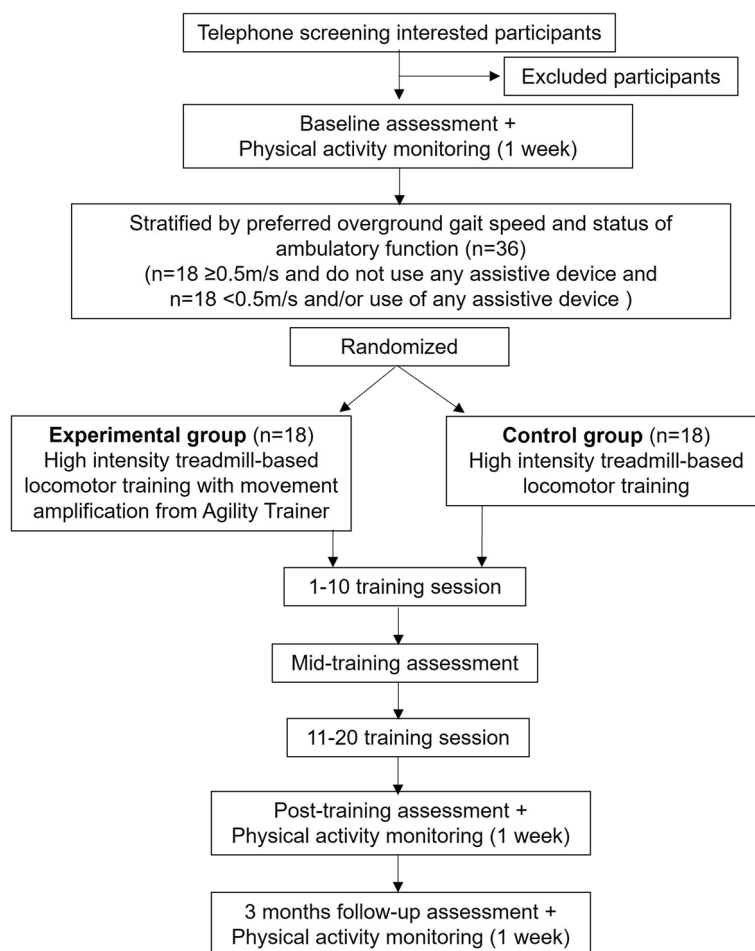 Telephone screening interested participants
Excluded participants
Baseline assessment +
Physical activity monitoring (1 week)
Stratified by preferred overground gait speed and status of
ambulatory function (n=36)
(n=18 ≥0.5m/s and do not use any assistive device and
n=18 <0.5m/s and/or use of any assistive device )
Randomized
Experimental group (n=18)
High intensity treadmill-based
locomotor training with movement
amplification from Agility Trainer
Control group (n=18)
High intensity treadmill-based
locomotor training
1-10 training session
Mid-training assessment
11-20 training session
Post-training assessment +
Physical activity monitoring (1 week)
3 months follow-up assessment +
Physical activity monitoring (1 week)